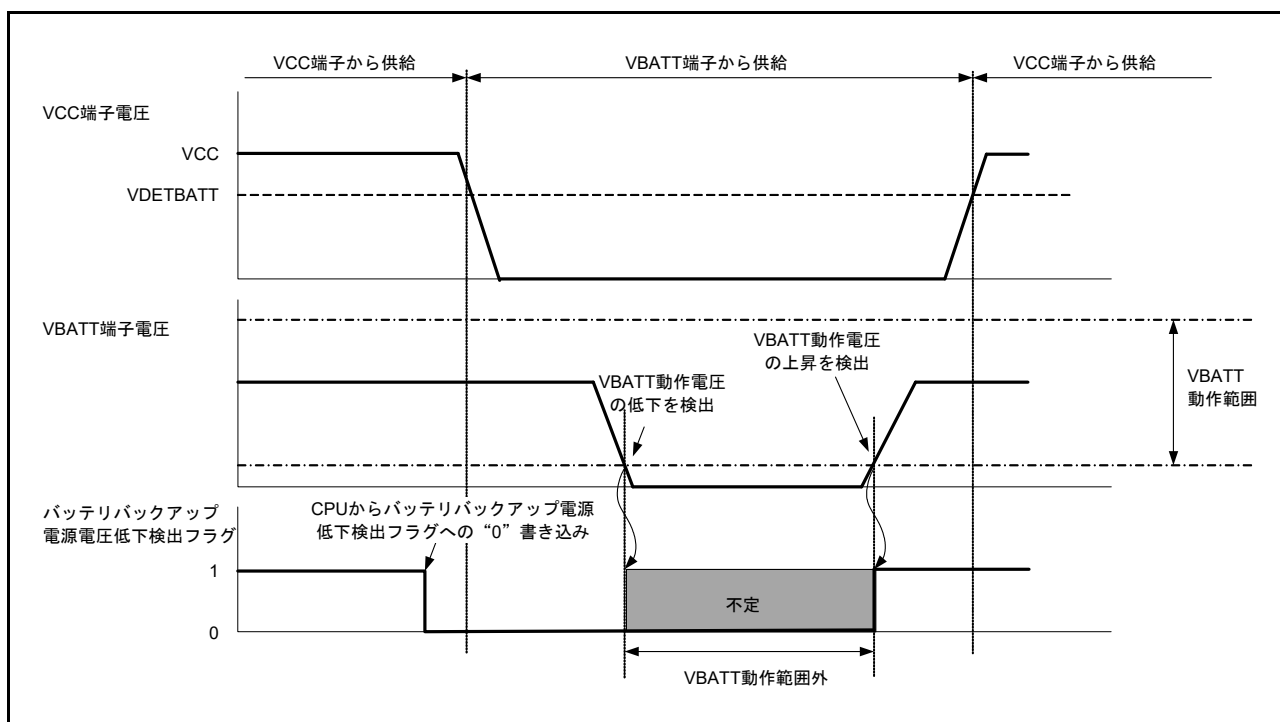 VCC端子から供給
VBATT端子から供給
VCC端子から供給
VCC端子電圧
VCC
VDETBATT
VBATT端子電圧
VBATT動作電圧
の低下を検出
VBATT動作電圧
の上昇を検出
VBATT
動作範囲
バッテリバックアップ
電源電圧低下検出フラグ
CPUからバッテリバックアップ電源
低下検出フラグへの“0”書き込み
1
0
不定
VBATT動作範囲外